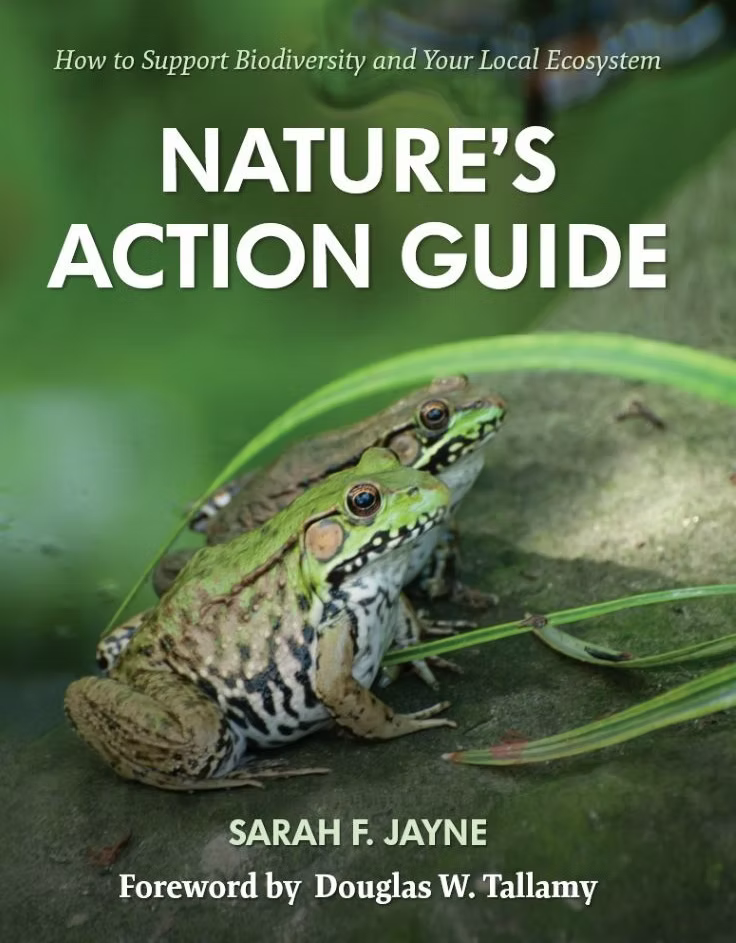 How to Support Biodiversity and Your Local Ecosystem
NATURE'S
ACTION GUIDE
SARAH F. JAYNE
Foreword by Douglas W. Tallamy